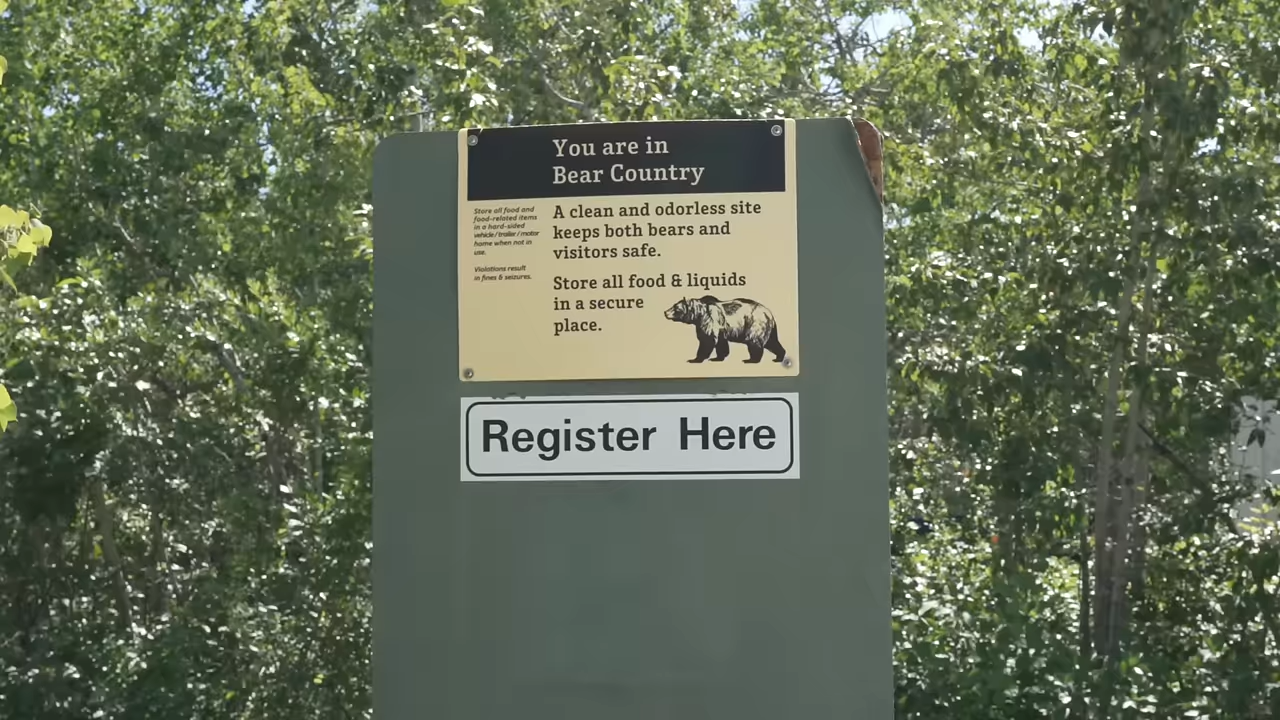 You are in
Bear Country
Store all food and
food-related items
in a hard-sided
vehicle/trailer/motor
home when not in
use.
Violations result
in fines & seizures.
A clean and odorless site
keeps both bears and
visitors safe.
Store all food & liquids
in a secure
place.
Register Here